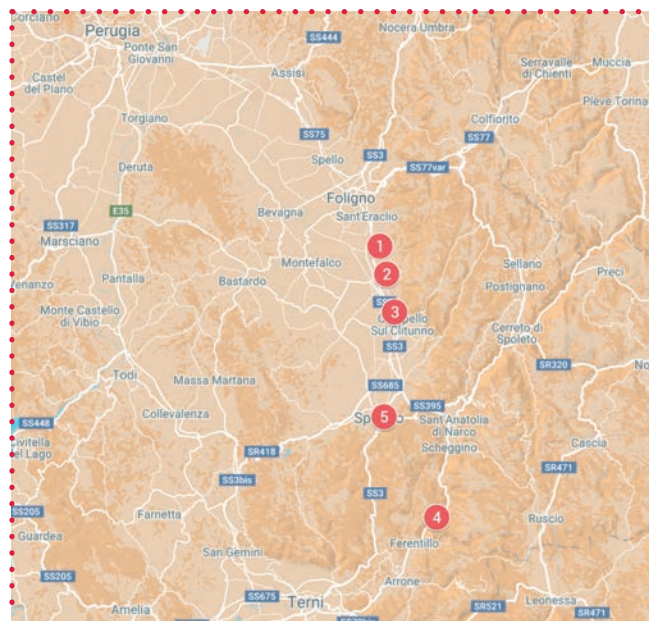 Corciano
Perugia
SS444
Nocera Umbra
Ponte San
Giovanni
Serravalle
di Chienti
Muccia
Castel
del Piano
Assisi
Pieve Torina
Torgiano
Colfiorito
SS75
SS77
Spello
SS3
Deruta
SS77var
Foligno
E35
Bevagna
Sant'Eraclio
SS317
Marsciano
1
Montefalco
Sellano
2
Preci
Pantalla
Bastardo
Postignano
Monte Castello
di Vibio
3
Sul Clitunno
Cerreto di
Spoleto
SS3
SR320
Todi
Massa Martana
SS685
SS395
Collevalenza
5
Sant'Anatolia
di Narco
SS448
Scheggino
Cascia
SR418
SR471
SS3bis
SS3
SS205
Farnetta
4
Ruscio
Guardea
San Gemini
Ferentillo
SS205
Arrone
SS675
Terni
Leonessa
Amelia
SR521
SR471